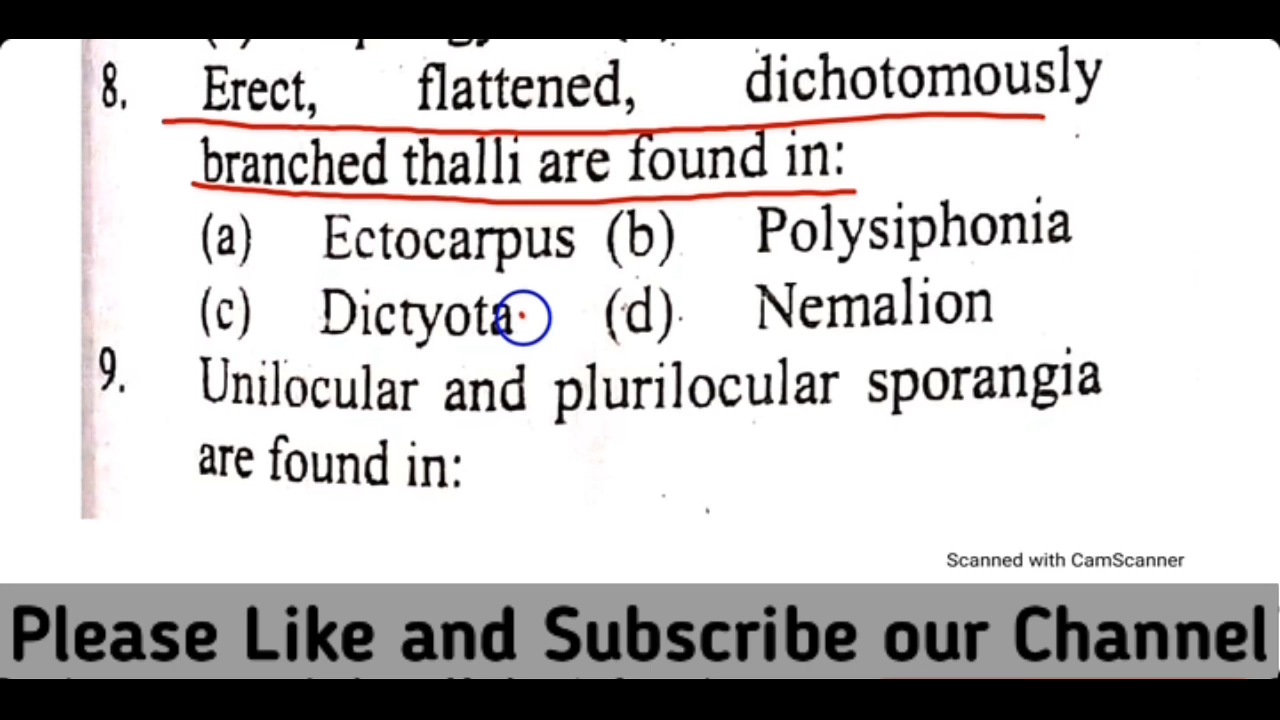 8. Erect, flattened, dichotomously
branched thalli are found in:
(a) Ectocarpus (b) Polysiphonia
(c) Dictyota (d) Nemalion
9. Unilocular and plurilocular sporangia
are found in:
Scanned with CamScanner
Please Like and Subscribe our Channel